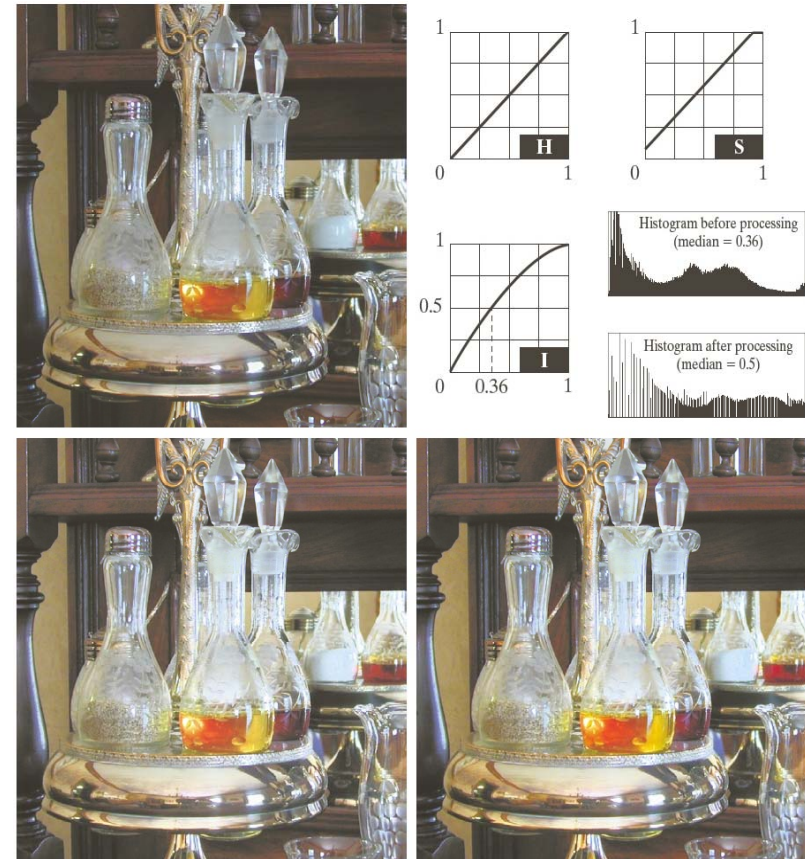 1
0
H
1
1
0
S
1
1
0.5
0
0.36
I
1
Histogram before processing
(median = 0.36)
Histogram after processing
(median = 0.5)